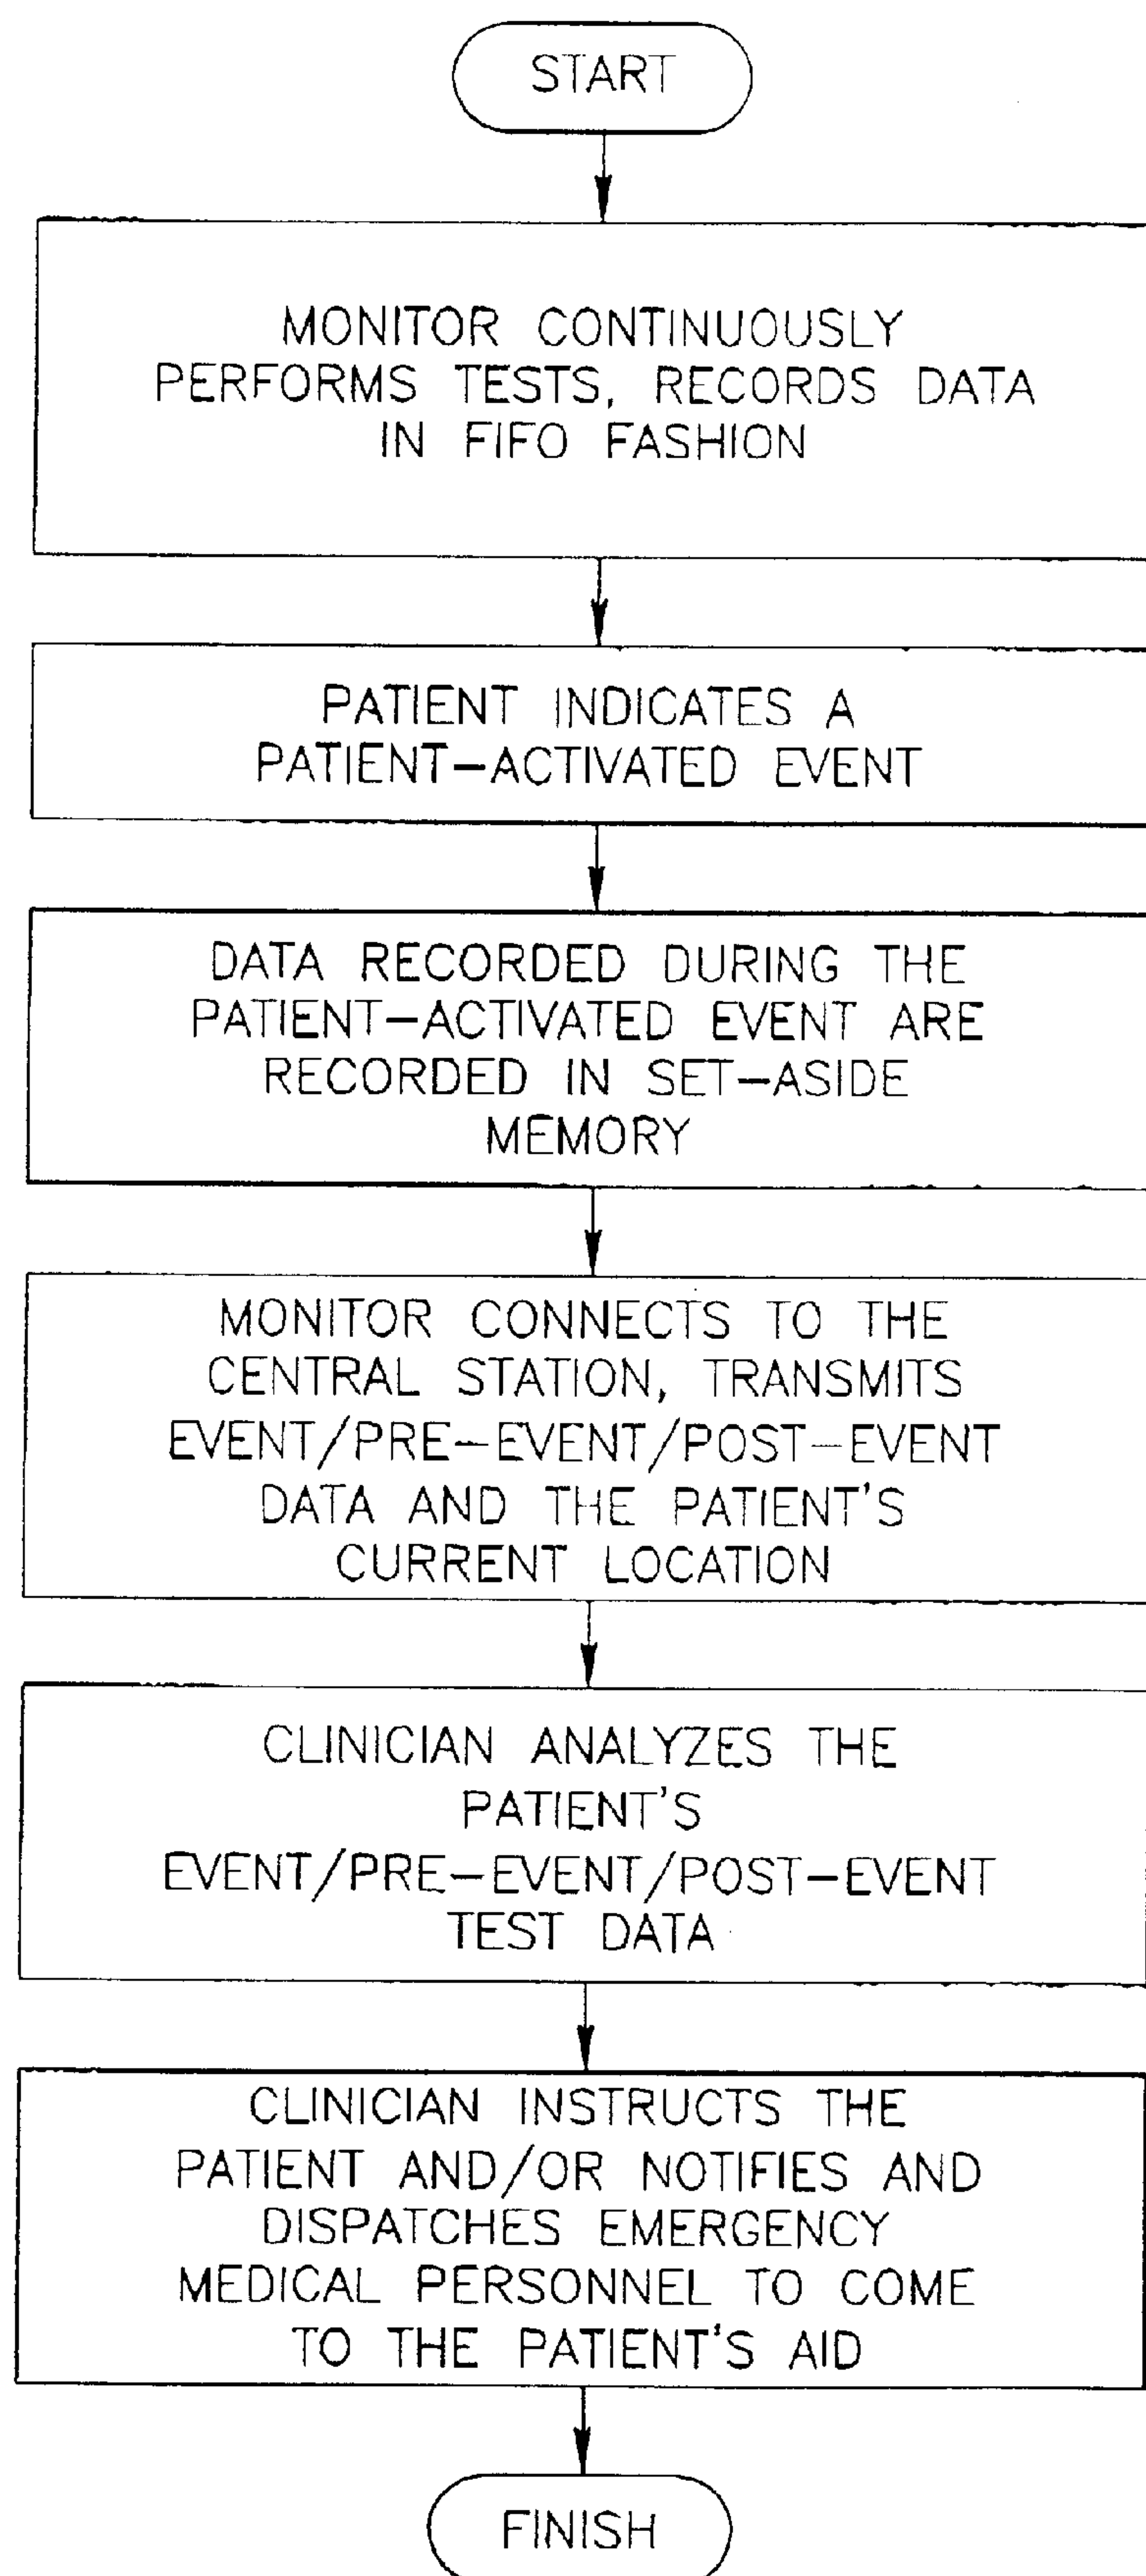 START
MONITOR CONTINUOUSLY
PERFORMS TESTS, RECORDS DATA
IN FIFO FASHION
PATIENT INDICATES A
PATIENT-ACTIVATED EVENT
DATA RECORDED DURING THE
PATIENT-ACTIVATED EVENT ARE
RECORDED IN SET-ASIDE
MEMORY
MONITOR CONNECTS TO THE
CENTRAL STATION, TRANSMITS
EVENT/PRE-EVENT/POST-EVENT
DATA AND THE PATIENT'S
CURRENT LOCATION
CLINICIAN ANALYZES THE
PATIENT'S
EVENT/PRE-EVENT/POST-EVENT
TEST DATA
CLINICIAN INSTRUCTS THE
PATIENT AND/OR NOTIFIES AND
DISPATCHES EMERGENCY
MEDICAL PERSONNEL TO COME
TO THE PATIENT'S AID
FINISH